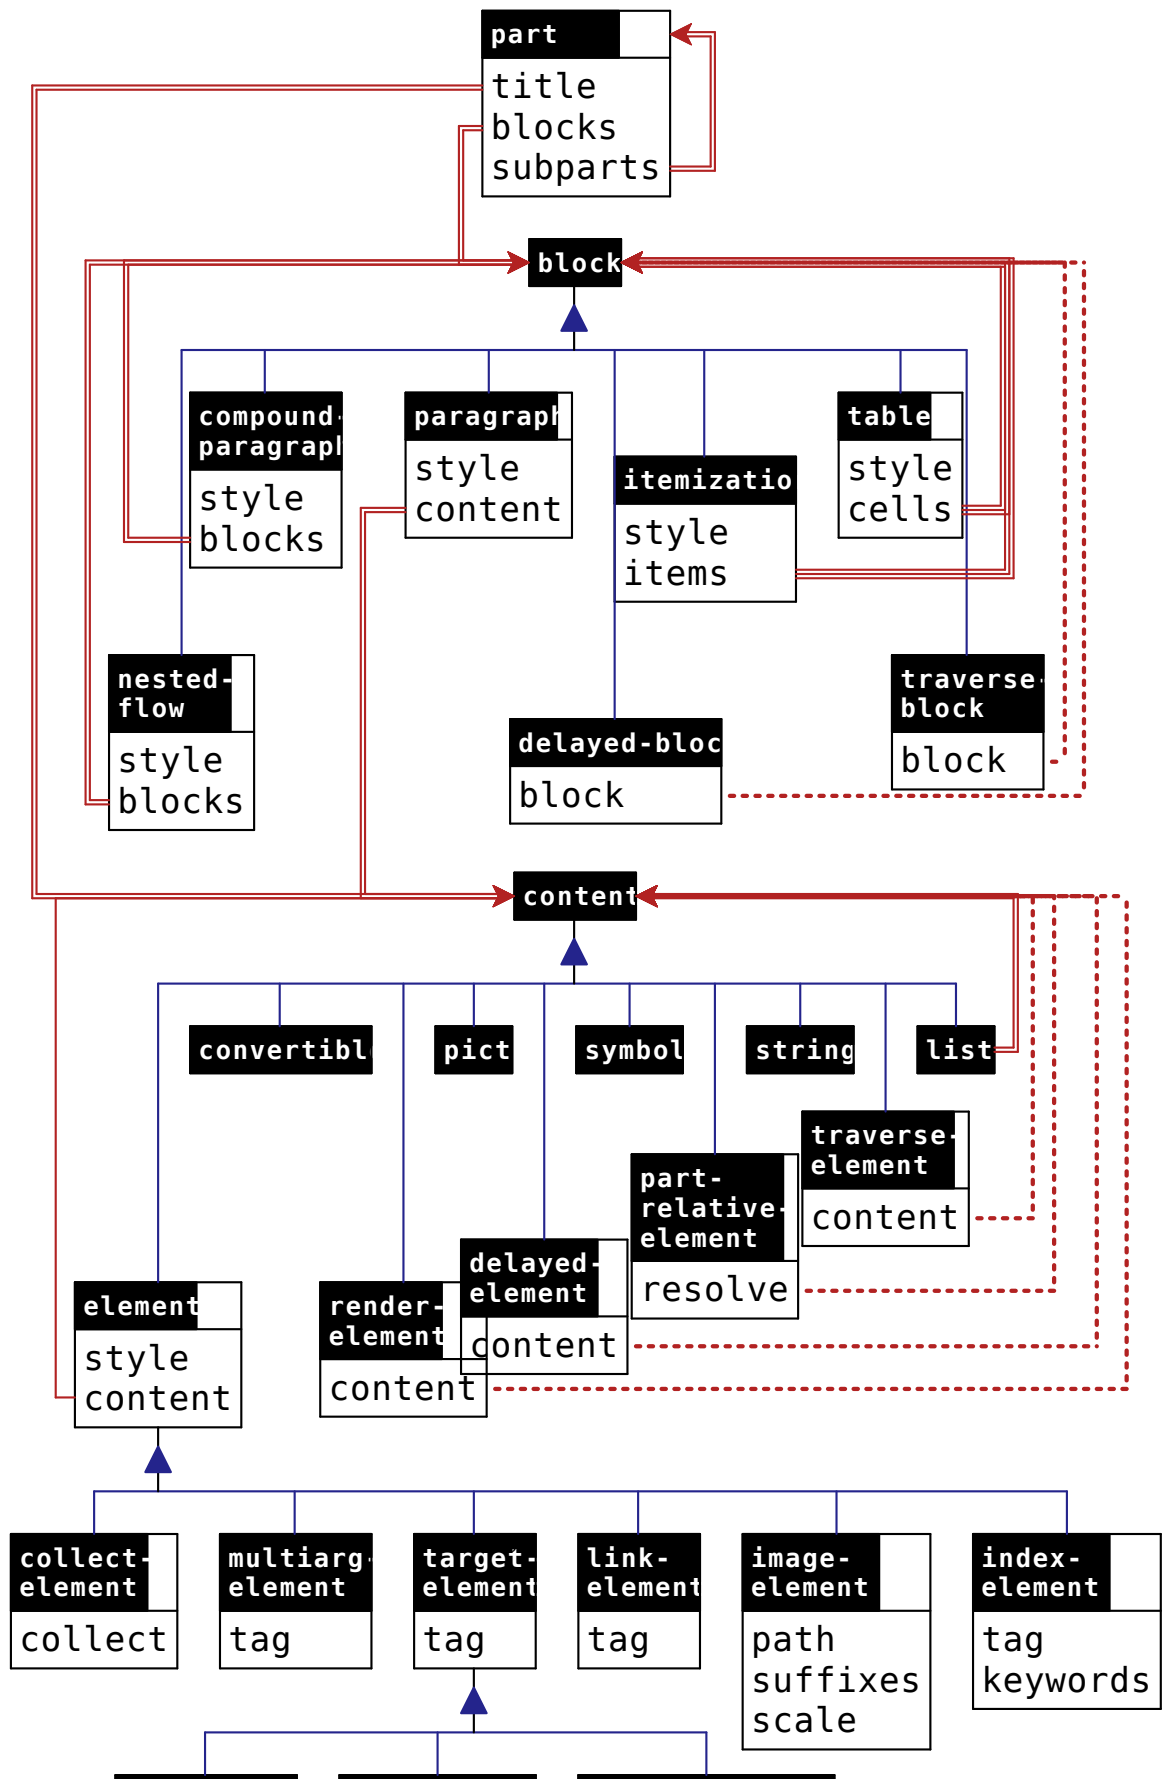 part
title
blocks
subparts
block
compound-
paragraph
style
blocks
paragraph
style
content
itemizatio
style
items
table
style
cells
nested-
flow
style
blocks
delayed-bloc
block
traverse-
block
block
content
convertible
pict
symbol
string
list
traverse-
element
content
part-
relative-
element
resolve
delayed-
element
content
render-
element
content
element
style
content
collect-
element
collect
multiarg-
element
tag
target-
element
tag
link-
element
tag
image-
element
path
suffixes
scale
index-
element
tag
keywords